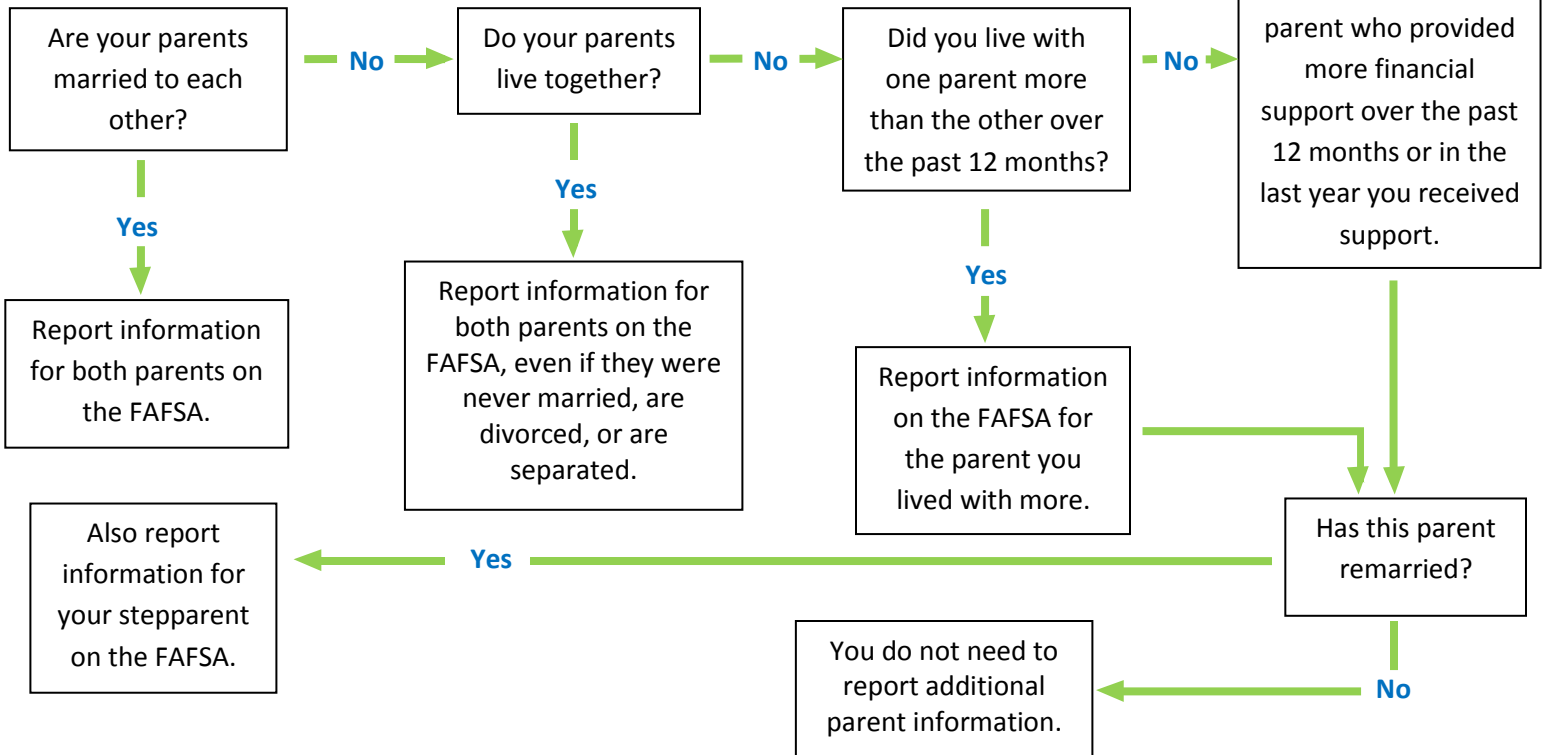 Are your parents
married to each
other?
No
Do your parents
live together?
No
Did you live with
one parent more
than the other over
the past 12 months?
No
parent who provided
more financial
support over the past
12 months or in the
last year you received
support.
Yes
Yes
Yes
Report information
for both parents on
the FAFSA.
Report information for
both parents on the
FAFSA, even if they were
never married, are
divorced, or are
separated.
Report information
on the FAFSA for
the parent you
lived with more.
Has this parent
remarried?
Yes
Also report
information for
your stepparent
on the FAFSA.
No
You do not need to
report additional
parent information.